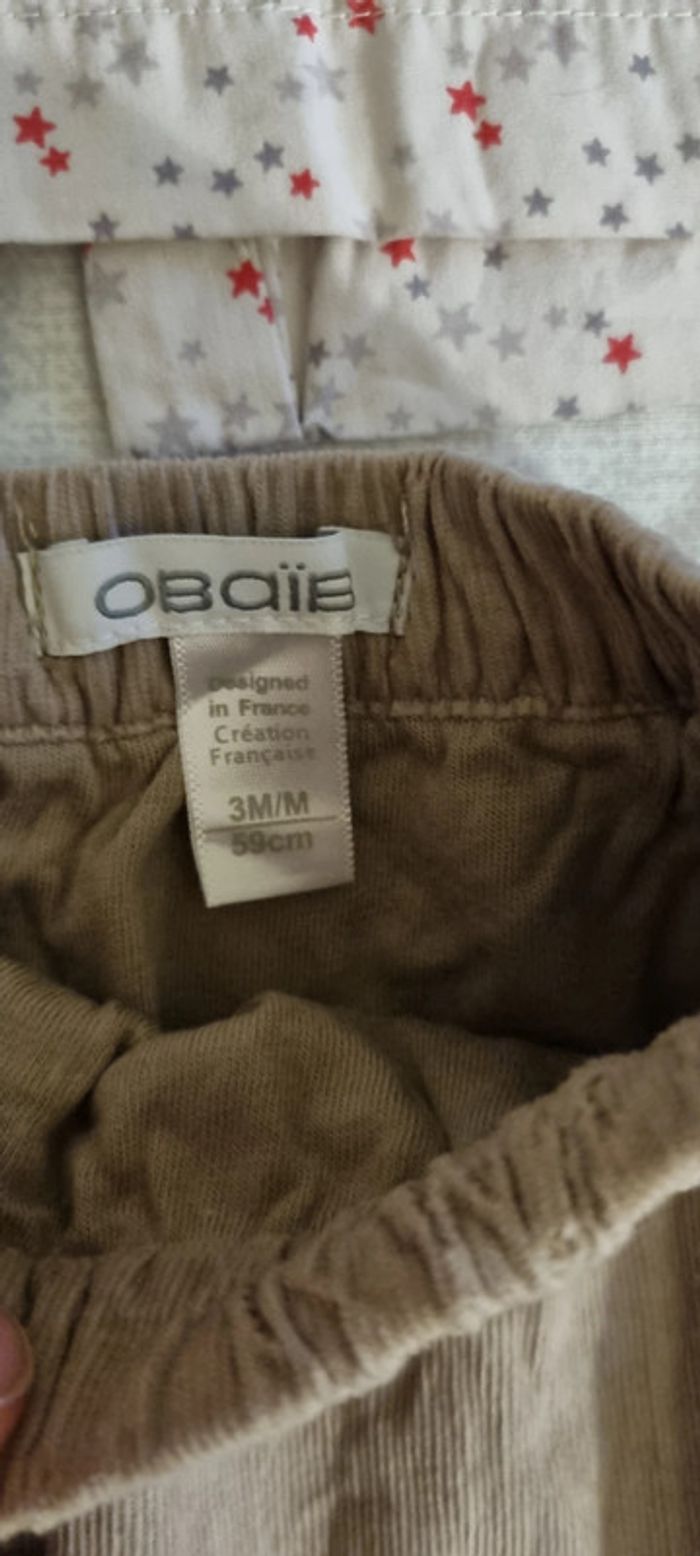 OBaïB
Designed
in France
Création
Française
3M/M
59cm